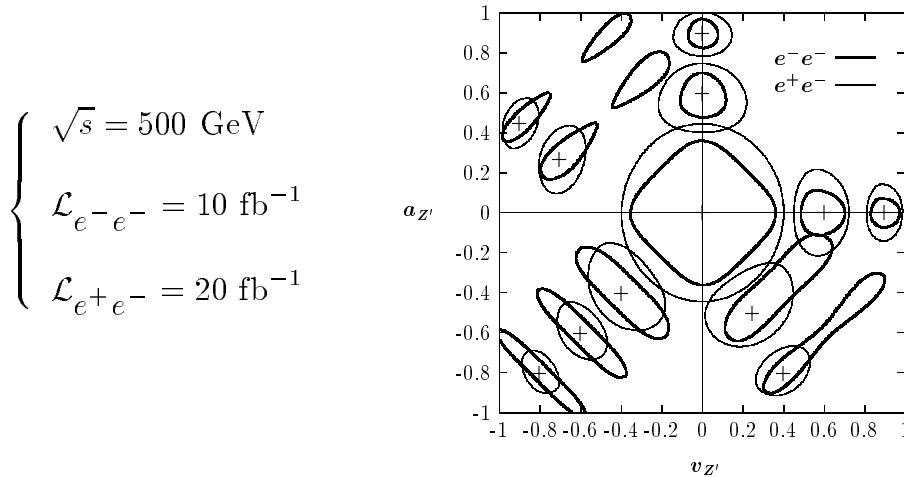 √s = 500 GeV
ℒ_{e⁻e⁻} = 10 fb⁻¹
ℒ_{e⁺e⁻} = 20 fb⁻¹
a_{Z'}
1
0.8
0.6
0.4
0.2
0
-0.2
-0.4
-0.6
-0.8
-1
e⁻e⁻
e⁺e⁻
-1 -0.8 -0.6 -0.4 -0.2 0 0.2 0.4 0.6 0.8 1
v_{Z'}